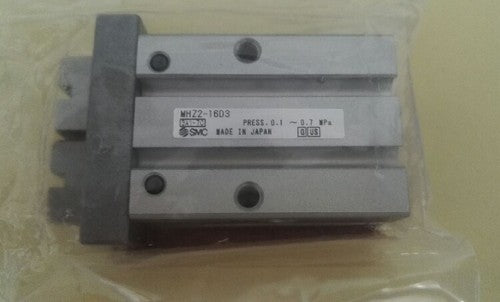 MHZ2-16D3
PRESS. 0.1 ~ 0.7 MPa
SMC MADE IN JAPAN